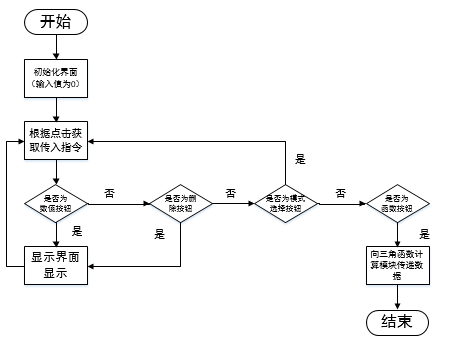 开始
初始化界面
（输入值为0）
根据点击获
取传入指令
是
是否为
数值按钮
否
是否为删
除按钮
否
是否为模式
选择按钮
否
是否为
函数按钮
是
是
是
显示界面
显示
向三角函数计
算模块传递数
据
结束